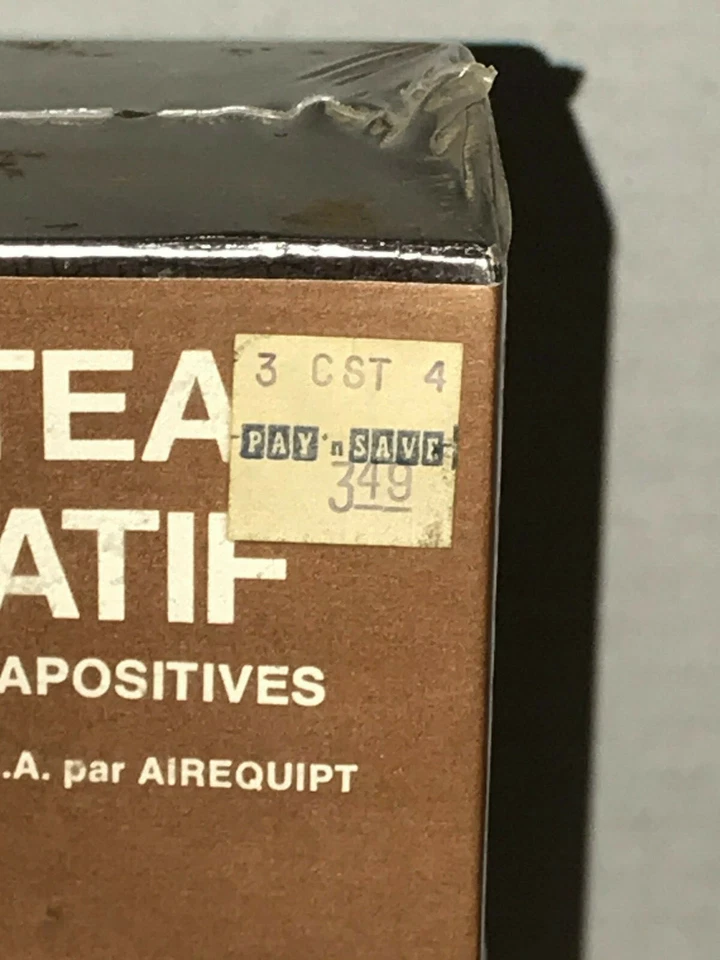 TEA
3 CST 4
PAY 'n SAVE
349
ATIF
APOSITIVES
.A. par AIREQUIPT